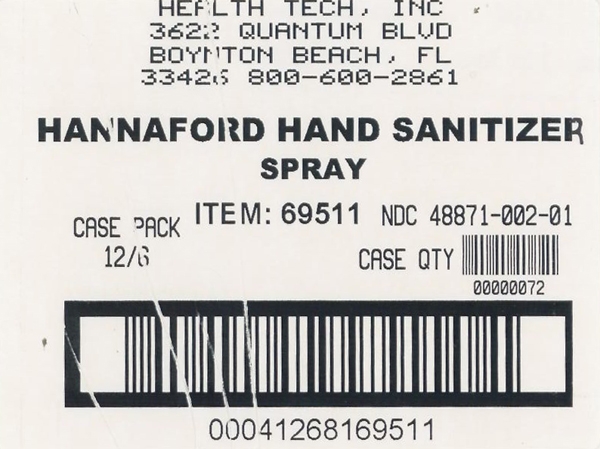 HEALTH TECH, INC
3622 QUANTUM BLVD
BOYNTON BEACH, FL
33426 800-600-2861
HANNAFORD HAND SANITIZER
SPRAY
CASE PACK
12/6
ITEM: 69511 NDC 48871-002-01
CASE QTY
00000072
00041268169511